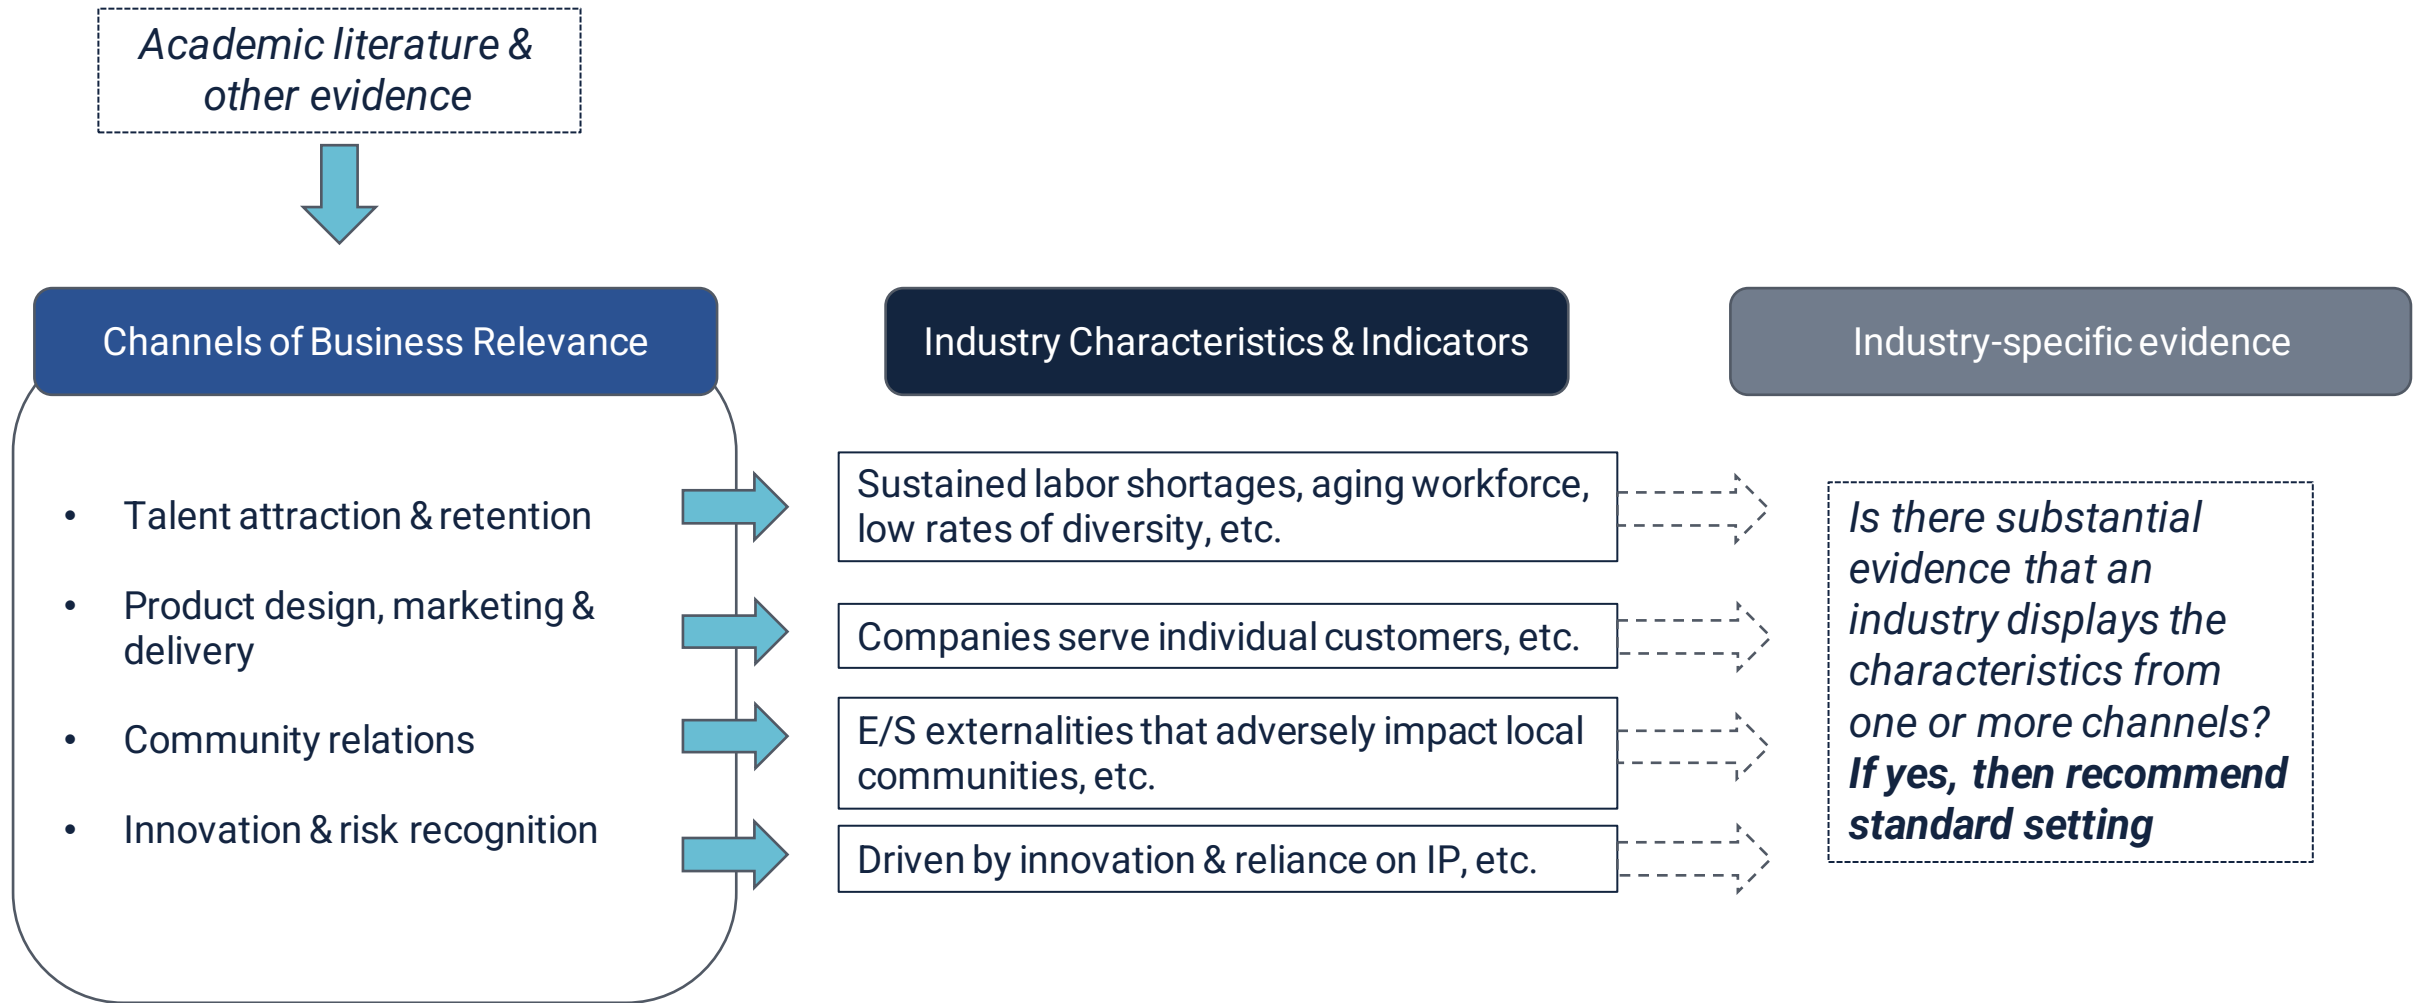 Academic literature &
other evidence
Channels of Business Relevance
Industry Characteristics & Indicators
Industry-specific evidence
• Talent attraction & retention
• Product design, marketing &
delivery
• Community relations
• Innovation & risk recognition
Sustained labor shortages, aging workforce,
low rates of diversity, etc.
Companies serve individual customers, etc.
E/S externalities that adversely impact local
communities, etc.
Driven by innovation & reliance on IP, etc.
Is there substantial
evidence that an
industry displays the
characteristics from
one or more channels?
If yes, then recommend
standard setting